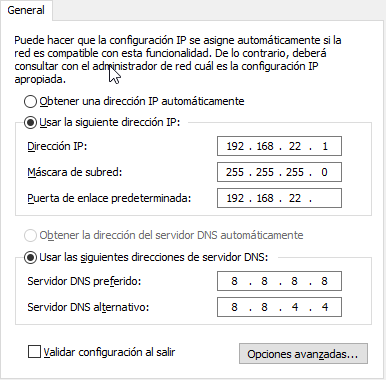 General
Puede hacer que la configuración IP se asigne automáticamente si la
red es compatible con esta funcionalidad. De lo contrario, deberá
consultar con el administrador de red cuál es la configuración IP
apropiada.
Obtener una dirección IP automáticamente
Usar la siguiente dirección IP:
Dirección IP: 192 . 168 . 22 . 1
Máscara de subred: 255 . 255 . 255 . 0
Puerta de enlace predeterminada: 192 . 168 . 22 .
Obtener la dirección del servidor DNS automáticamente
Usar las siguientes direcciones de servidor DNS:
Servidor DNS preferido: 8 . 8 . 8 . 8
Servidor DNS alternativo: 8 . 8 . 4 . 4
Validar configuración al salir
Opciones avanzadas...